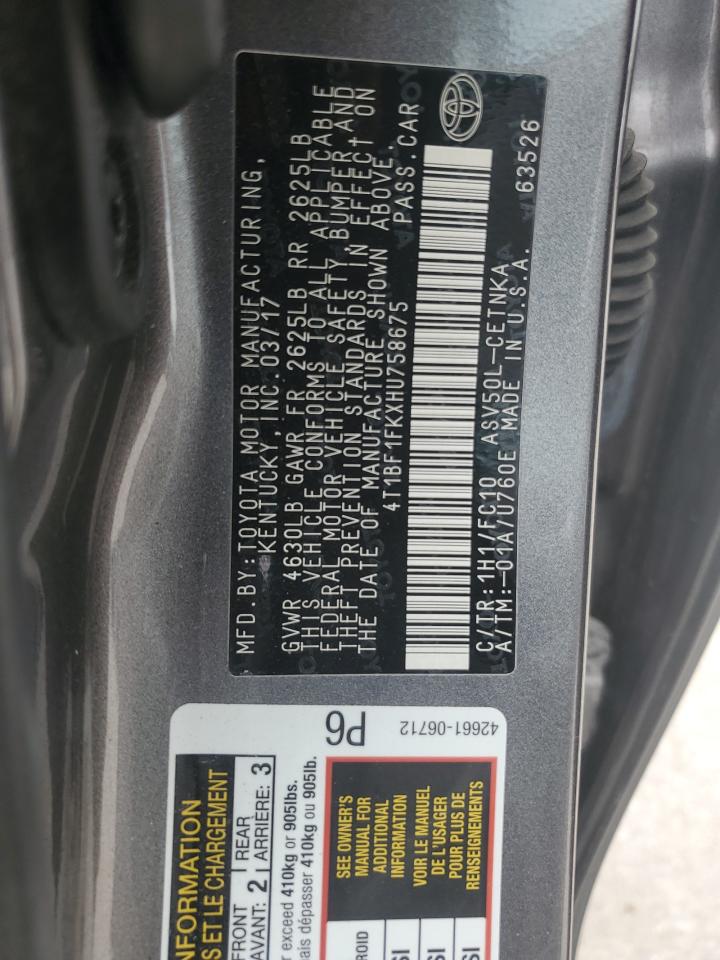 MFD.BY:TOYOTA MOTOR MANUFACTURING,
KENTUCKY, INC.03/17
GVWR 4630LB GAWR FR 2625LB RR 2625LB
THIS VEHICLE CONFORMS TO ALL APPLICABLE
FEDERAL MOTOR VEHICLE SAFETY, BUMPER, AND
THEFT PREVENTION STANDARDS IN EFFECT ON
THE DATE OF MANUFACTURE SHOWN ABOVE.
4T1BF1FKXHU758675 PASS.CAR
C/TR:1H1/FC10 ASV50L-CETNKA 63526
A/TM:-01A/U760E MADE IN U.S.A.
P6
42661-06712
INFORMATION
ET LE CHARGEMENT
FRONT
AVANT: 2
REAR
ARRIÈRE: 3
exceed 410kg or 905lbs.
dépasser 410kg ou 905lb.
SEE OWNER'S
MANUAL FOR
ADDITIONAL
INFORMATION
VOIR LE MANUEL
DE L'USAGER
POUR PLUS DE
RENSEIGNEMENTS